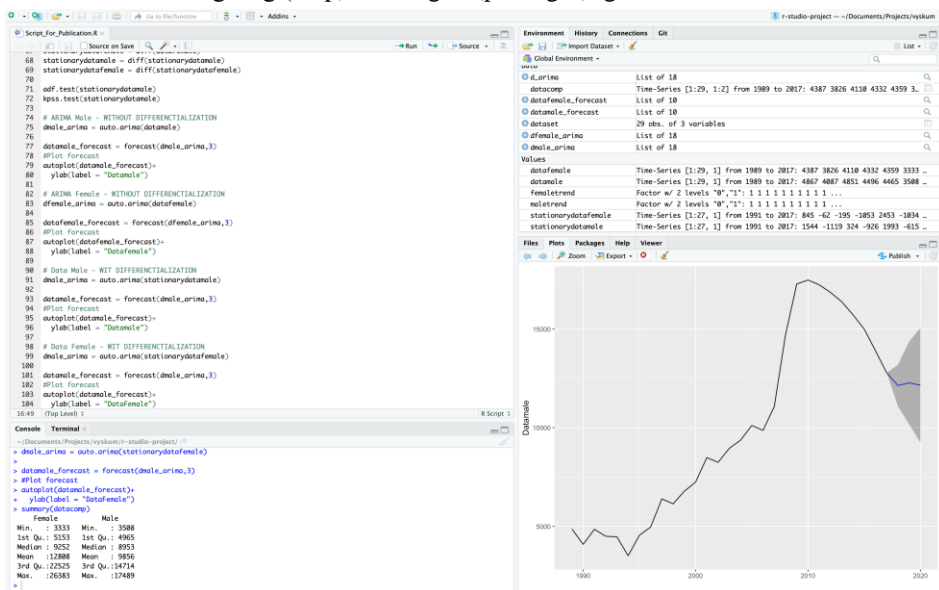 Go to file/function
Addins
r-studio-project — ~/Documents/Projects/vyskum
Script_For_Publication.R
Source on Save
Run
Source
68 stationarydatamale = diff(stationarydatamale)
69 stationarydatafemale = diff(stationarydatafemale)
70
71 adf.test(stationarydatamale)
72 kpss.test(stationarydatamale)
73
74 # ARIMA Male - WITHOUT DIFFERENCTIALIZATION
75 dmale_arima = auto.arima(datamale)
76
77 datamale_forecast = forecast(dmale_arima,3)
78 #Plot forecast
79 autoplot(datamale_forecast)+
80 ylab(label = "Datamale")
81
82 # ARIMA Female - WITHOUT DIFFERENCTIALIZATION
83 dfemale_arima = auto.arima(datafemale)
84
85 datafemale_forecast = forecast(dfemale_arima,3)
86 #Plot forecast
87 autoplot(datafemale_forecast)+
88 ylab(label = "Datafemale")
89
90 # Data Male - WIT DIFFERENCTIALIZATION
91 dmale_arima = auto.arima(stationarydatamale)
92
93 datamale_forecast = forecast(dmale_arima,3)
94 #Plot forecast
95 autoplot(datamale_forecast)+
96 ylab(label = "Datamale")
97
98 # Data Female - WIT DIFFERENCTIALIZATION
99 dmale_arima = auto.arima(stationarydatafemale)
100
101 datamale_forecast = forecast(dmale_arima,3)
102 #Plot forecast
103 autoplot(datamale_forecast)+
104 ylab(label = "DataFemale")
16:49 (Top Level) R Script
Console Terminal
~/Documents/Projects/vyskum/r-studio-project/
> dmale_arima = auto.arima(stationarydatafemale)
>
> datamale_forecast = forecast(dmale_arima,3)
> #Plot forecast
> autoplot(datamale_forecast)+
+ ylab(label = "DataFemale")
> summary(datacomp)
Female Male
Min. : 3333 Min. : 3508
1st Qu.: 5153 1st Qu.: 4965
Median : 9252 Median : 8953
Mean :12808 Mean : 9856
3rd Qu.:22525 3rd Qu.:14714
Max. :26383 Max. :17489
>
Environment History Connections Git
Import Dataset List
Global Environment
Data
d_arima List of 18
datacomp Time-Series [1:29, 1:2] from 1989 to 2017: 4387 3826 4110 4332 4359 3…
datafemale_forecast List of 10
datamale_forecast List of 10
dataset 29 obs. of 3 variables
dfemale_arima List of 18
dmale_arima List of 18
Values
datafemale Time-Series [1:29, 1] from 1989 to 2017: 4387 3826 4110 4332 4359 3333 …
datamale Time-Series [1:29, 1] from 1989 to 2017: 4867 4087 4851 4496 4465 3508 …
femaletrend Factor w/ 2 levels "0","1": 1 1 1 1 1 1 1 1 1 1 ...
maletrend Factor w/ 2 levels "0","1": 1 1 1 1 1 1 1 1 1 1 ...
stationarydatafemale Time-Series [1:27, 1] from 1991 to 2017: 845 -62 -195 -1053 2453 -1034 …
stationarydatamale Time-Series [1:27, 1] from 1991 to 2017: 1544 -1119 324 -926 1993 -615 …
Files Plots Packages Help Viewer
Zoom Export Publish
Datamale
15000
10000
5000
1990 2000 2010 2020